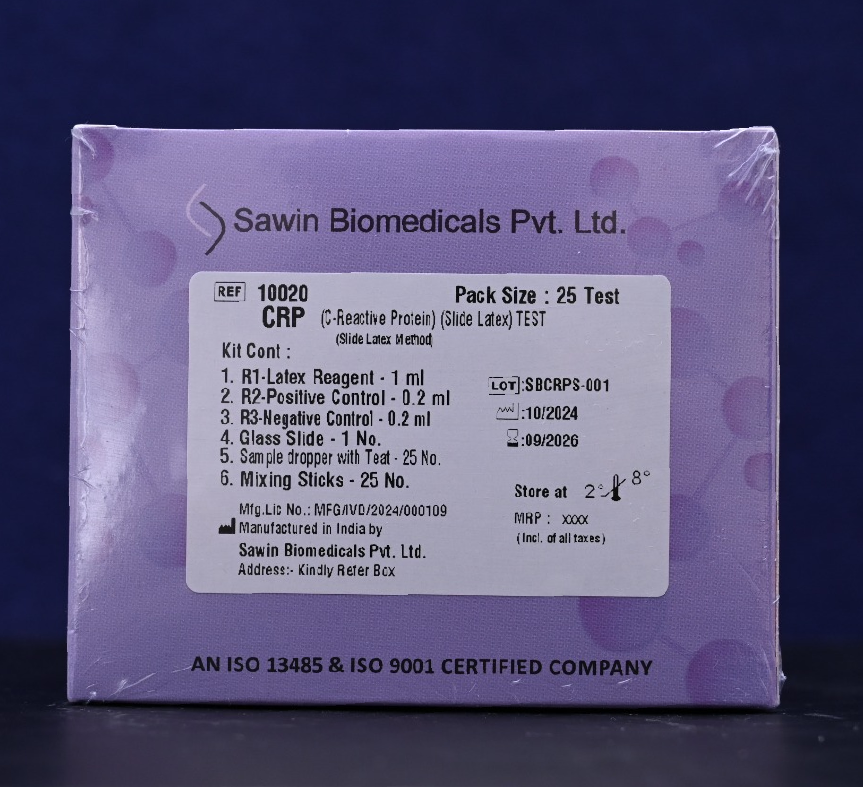 Sawin Biomedicals Pvt. Ltd.
REF 10020
Pack Size : 25 Test
CRP (C-Reactive Protein) (Slide Latex) TEST
(Slide Latex Method)
Kit Cont :
1. R1-Latex Reagent - 1 ml
2. R2-Positive Control - 0.2 ml
3. R3-Negative Control - 0.2 ml
4. Glass Slide - 1 No.
5. Sample dropper with Teat - 25 No.
6. Mixing Sticks - 25 No.
LOT:SBCRPS-001
:10/2024
:09/2026
Store at 2° 8°
MRP : xxxx
(Incl. of all taxes)
Mfg.Lic No.: MFG/IVD/2024/000109
Manufactured in India by
Sawin Biomedicals Pvt. Ltd.
Address:- Kindly Refer Box
AN ISO 13485 & ISO 9001 CERTIFIED COMPANY